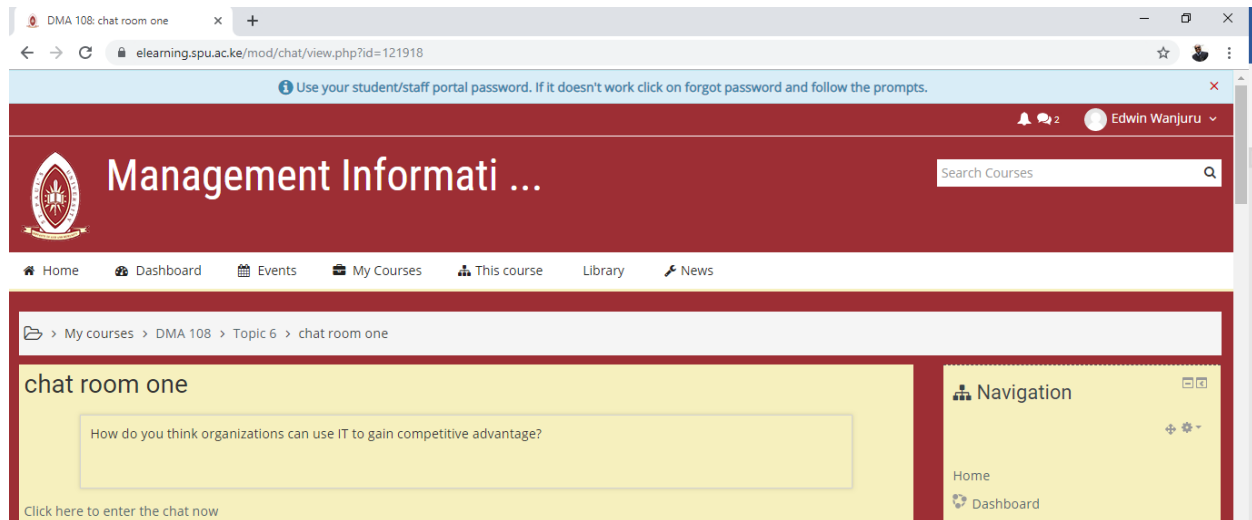 DMA 108: chat room one
elearning.spu.ac.ke/mod/chat/view.php?id=121918
Use your student/staff portal password. If it doesn't work click on forgot password and follow the prompts.
2 Edwin Wanjuru
Management Informati ...
Search Courses
Home Dashboard Events My Courses This course Library News
> My courses > DMA 108 > Topic 6 > chat room one
chat room one
How do you think organizations can use IT to gain competitive advantage?
Click here to enter the chat now
Navigation
Home
Dashboard